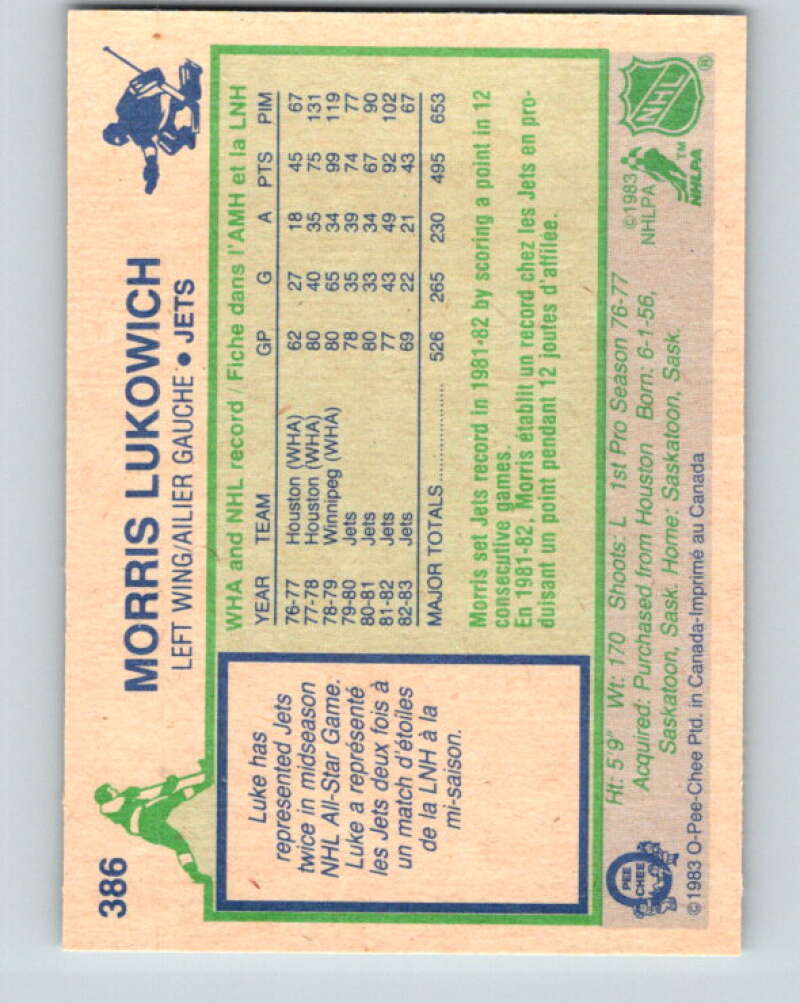 386
MORRIS LUKOWICH
LEFT WING/AILIER GAUCHE • JETS
Luke has
represented Jets
twice in midseason
NHL All-Star Game.
Luke a représenté
les Jets deux fois à
un match d'étoiles
de la LNH à la
mi-saison.
WHA and NHL record / Fiche dans l'AMH et la LNH
YEAR TEAM GP G A PTS PIM
76-77 Houston (WHA) 62 27 18 45 67
77-78 Houston (WHA) 80 40 35 75 131
78-79 Winnipeg (WHA) 80 65 34 99 119
79-80 Jets 78 35 39 74 77
80-81 Jets 80 33 34 67 90
81-82 Jets 77 43 49 92 102
82-83 Jets 69 22 21 43 67
MAJOR TOTALS 526 265 230 495 653
Morris set Jets record in 1981-82 by scoring a point in 12
consecutive games.
En 1981-82, Morris établit un record chez les Jets en pro-
duisant un point pendant 12 joutes d'affilée.
Ht: 5'9" Wt: 170 Shoots: L 1st Pro Season 76-77
Acquired: Purchased from Houston Born: 6-1-56,
Saskatoon, Sask. Home: Saskatoon, Sask.
©1983 O-Pee-Chee Ptd. in Canada-Imprimé au Canada
PEE
CHEE
©1983
NHLPA
NHLPA
TM
NHL
®